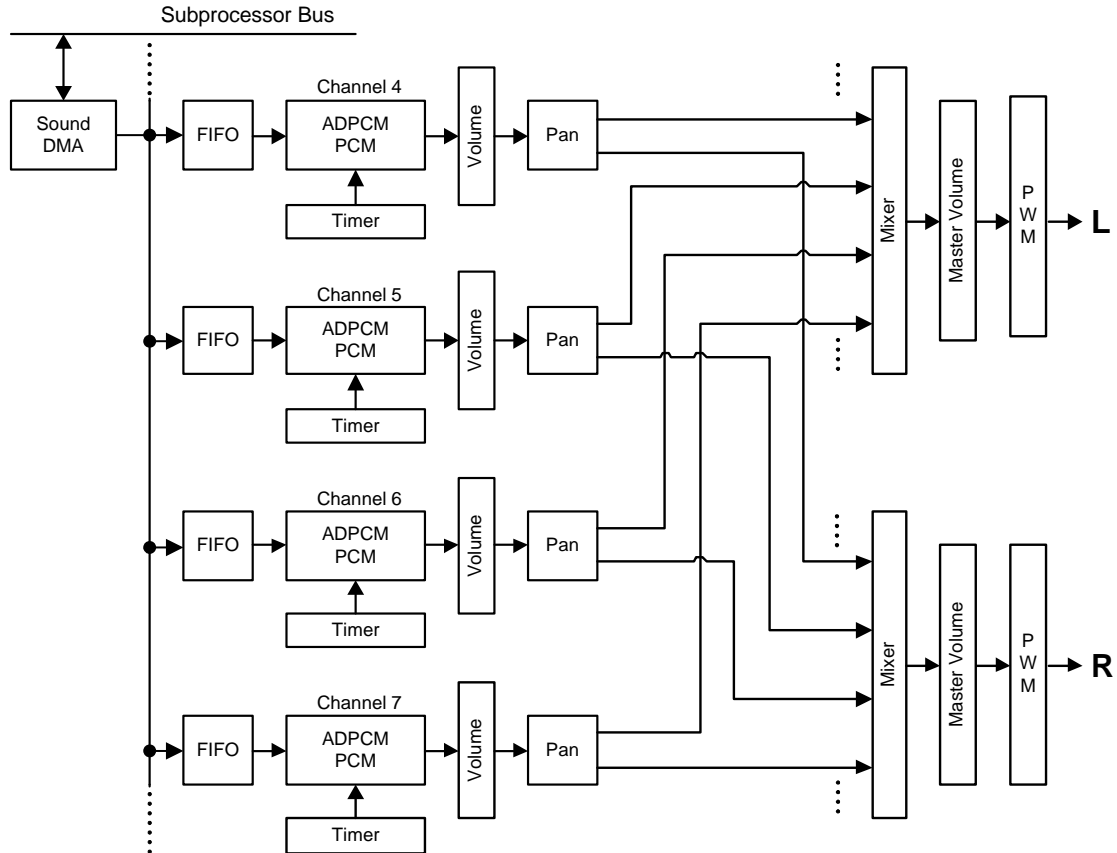 Subprocessor Bus
Sound
DMA
Channel 4
FIFO
ADPCM
PCM
Timer
Volume
Pan
Channel 5
FIFO
ADPCM
PCM
Timer
Volume
Pan
Channel 6
FIFO
ADPCM
PCM
Timer
Volume
Pan
Channel 7
FIFO
ADPCM
PCM
Timer
Volume
Pan
Mixer
Master Volume
P
W
M
L
Mixer
Master Volume
P
W
M
R